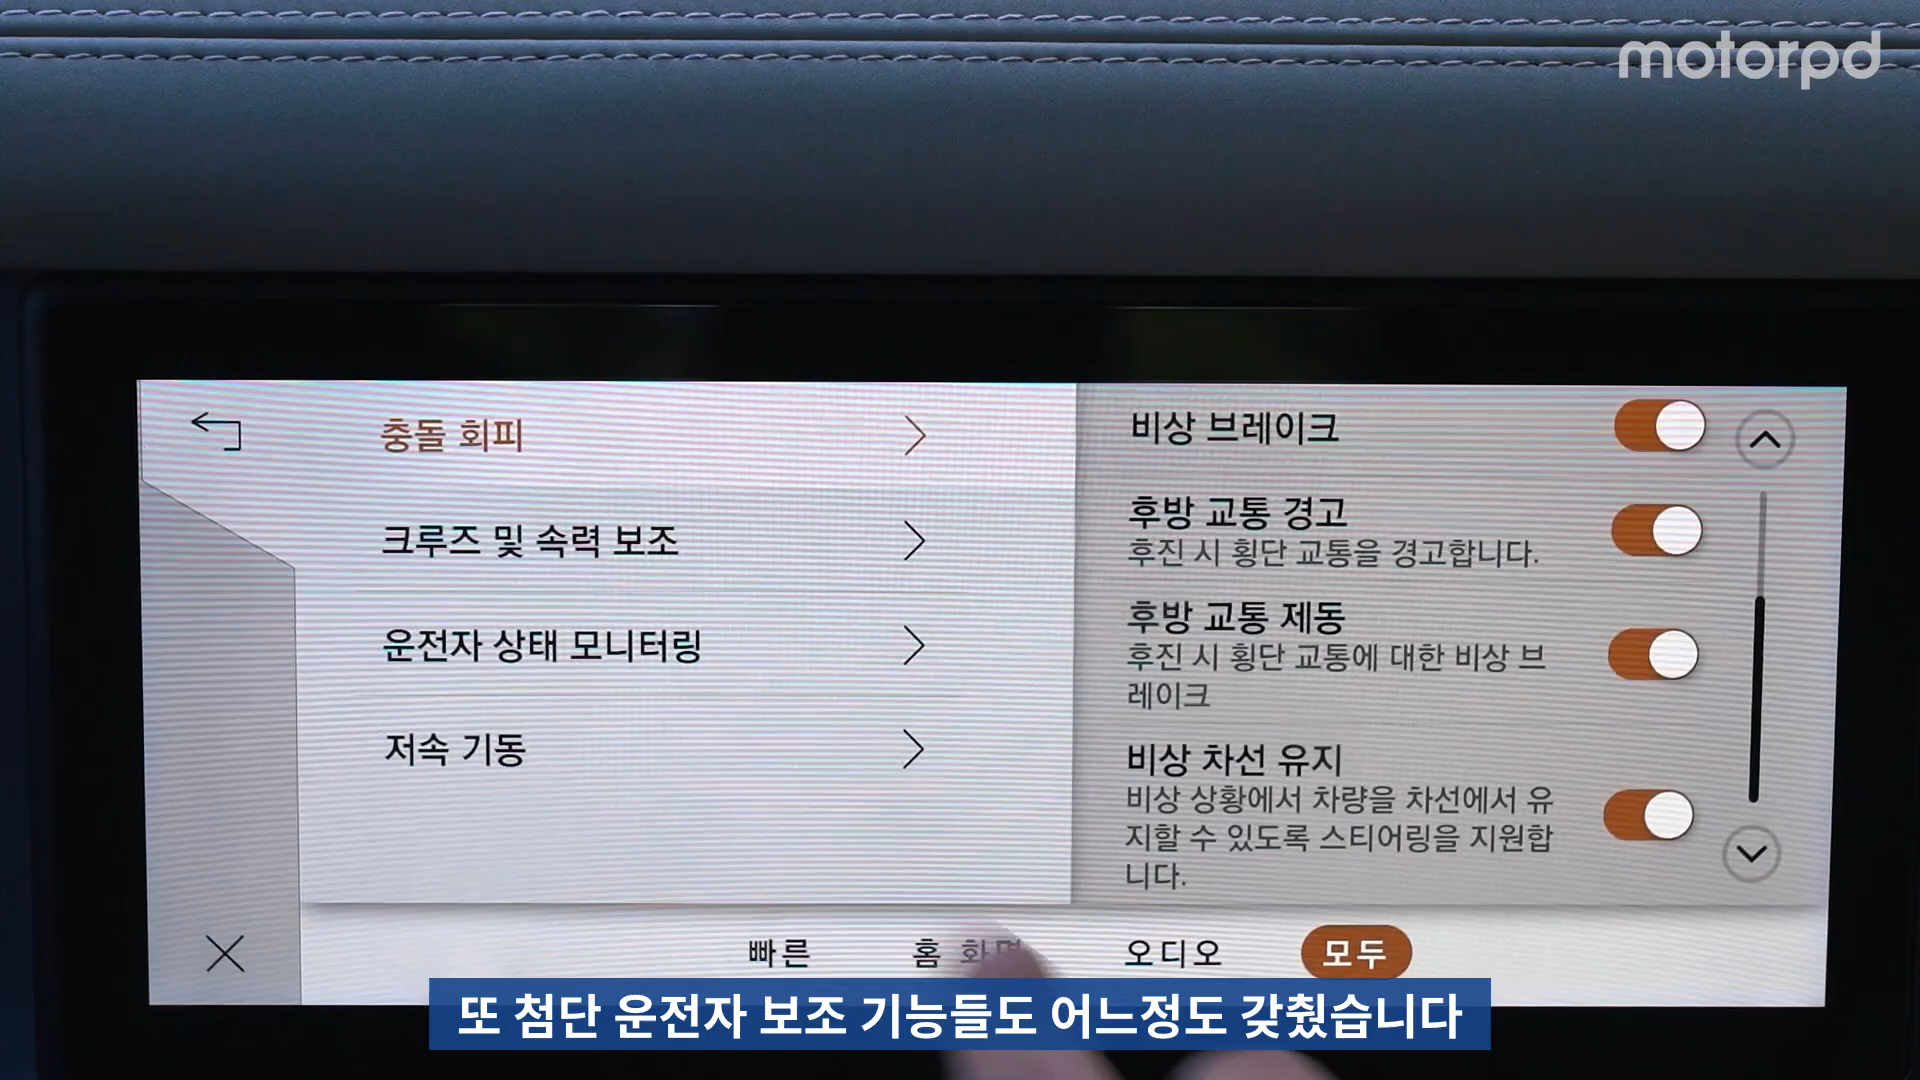 motorpd
충돌 회피
크루즈 및 속력 보조
운전자 상태 모니터링
저속 기동
비상 브레이크
후방 교통 경고
후진 시 횡단 교통을 경고합니다.
후방 교통 제동
후진 시 횡단 교통에 대한 비상 브
레이크
비상 차선 유지
비상 상황에서 차량을 차선에서 유
지할 수 있도록 스티어링을 지원합
니다.
빠른 홈 화면 오디오 모두
또 첨단 운전자 보조 기능들도 어느정도 갖췄습니다